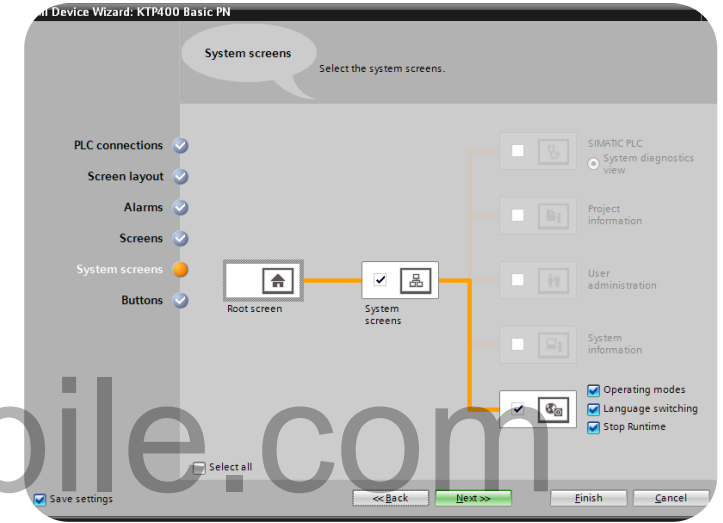 Device Wizard: KTP400 Basic PN
System screens
Select the system screens.
PLC connections
Screen layout
Alarms
Screens
System screens
Buttons
Root screen
System
screens
SIMATIC PLC
System diagnostics
view
Project
information
User
administration
System
information
Operating modes
Language switching
Stop Runtime
Select all
Save settings
<< Back
Next >>
Finish
Cancel
bile.com